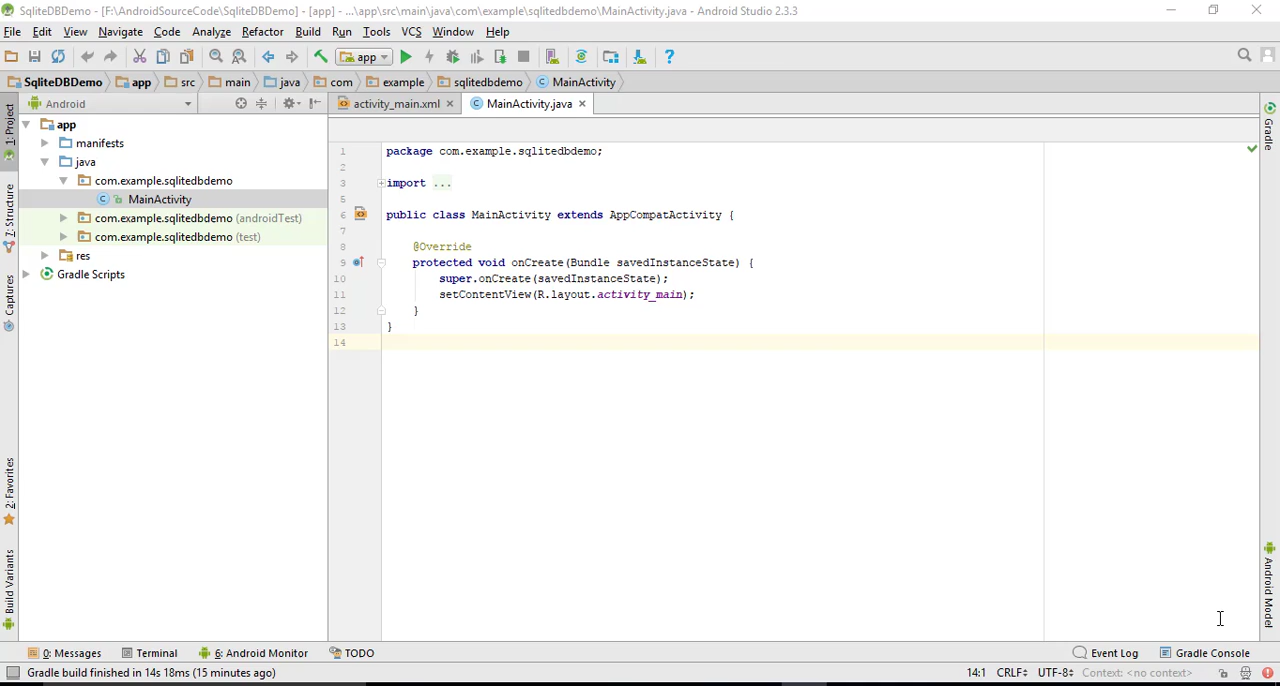 SqliteDBDemo - [F:\AndroidSourceCode\SqliteDBDemo] - [app] - ...\app\src\main\java\com\example\sqlitedbdemo\MainActivity.java - Android Studio 2.3.3
File Edit View Navigate Code Analyze Refactor Build Run Tools VCS Window Help
app
SqliteDBDemo app src main java com example sqlitedbdemo MainActivity
Android
activity_main.xml
MainActivity.java
1: Project
7: Structure
Captures
2: Favorites
Build Variants
app
manifests
java
com.example.sqlitedbdemo
MainActivity
com.example.sqlitedbdemo (androidTest)
com.example.sqlitedbdemo (test)
res
Gradle Scripts
1 package com.example.sqlitedbdemo;
2
3 import ...
5
6 public class MainActivity extends AppCompatActivity {
7
8 @Override
9 protected void onCreate(Bundle savedInstanceState) {
10 super.onCreate(savedInstanceState);
11 setContentView(R.layout.activity_main);
12 }
13 }
14
Gradle
Android Model
0: Messages Terminal 6: Android Monitor TODO Event Log Gradle Console
Gradle build finished in 14s 18ms (15 minutes ago) 14:1 CRLF UTF-8 Context: <no context>